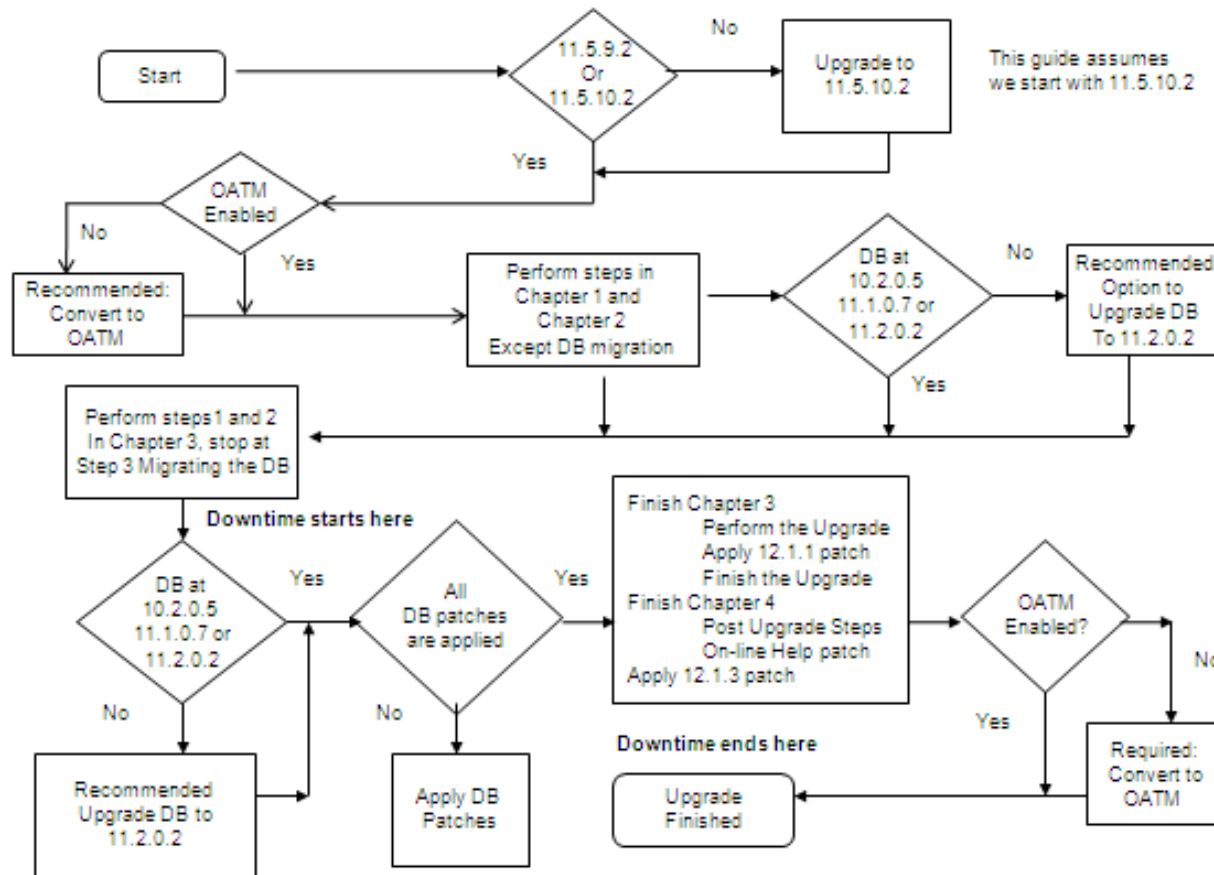 Start
11.5.9.2
Or
11.5.10.2
No
Upgrade to
11.5.10.2
This guide assumes
we start with 11.5.10.2
Yes
OATM
Enabled
No
Yes
Recommended:
Convert to
OATM
Perform steps in
Chapter 1 and
Chapter 2
Except DB migration
DB at
10.2.0.5
11.1.0.7 or
11.2.0.2
No
Yes
Recommended
Option to
Upgrade DB
To 11.2.0.2
Perform steps1 and 2
In Chapter 3, stop at
Step 3 Migrating the DB
Downtime starts here
DB at
10.2.0.5
11.1.0.7 or
11.2.0.2
Yes
No
Recommended
Upgrade DB to
11.2.0.2
All
DB patches
are applied
Yes
No
Apply DB
Patches
Finish Chapter 3
Perform the Upgrade
Apply 12.1.1 patch
Finish the Upgrade
Finish Chapter 4
Post Upgrade Steps
On-line Help patch
Apply 12.1.3 patch
OATM
Enabled?
No
Yes
Required:
Convert to
OATM
Downtime ends here
Upgrade
Finished